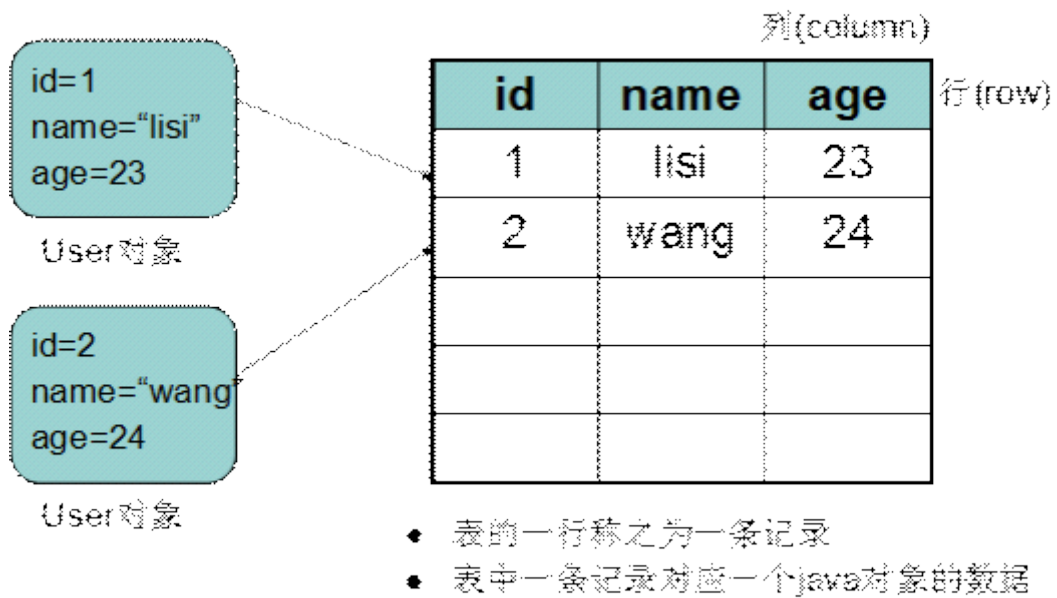 列(column)
id=1
name=“lisi”
age=23
User对象
id=2
name=“wang”
age=24
User对象
id name age 行(row)
1 lisi 23
2 wang 24
● 表的一行称之为一条记录
● 表中一条记录对应一个java对象的数据